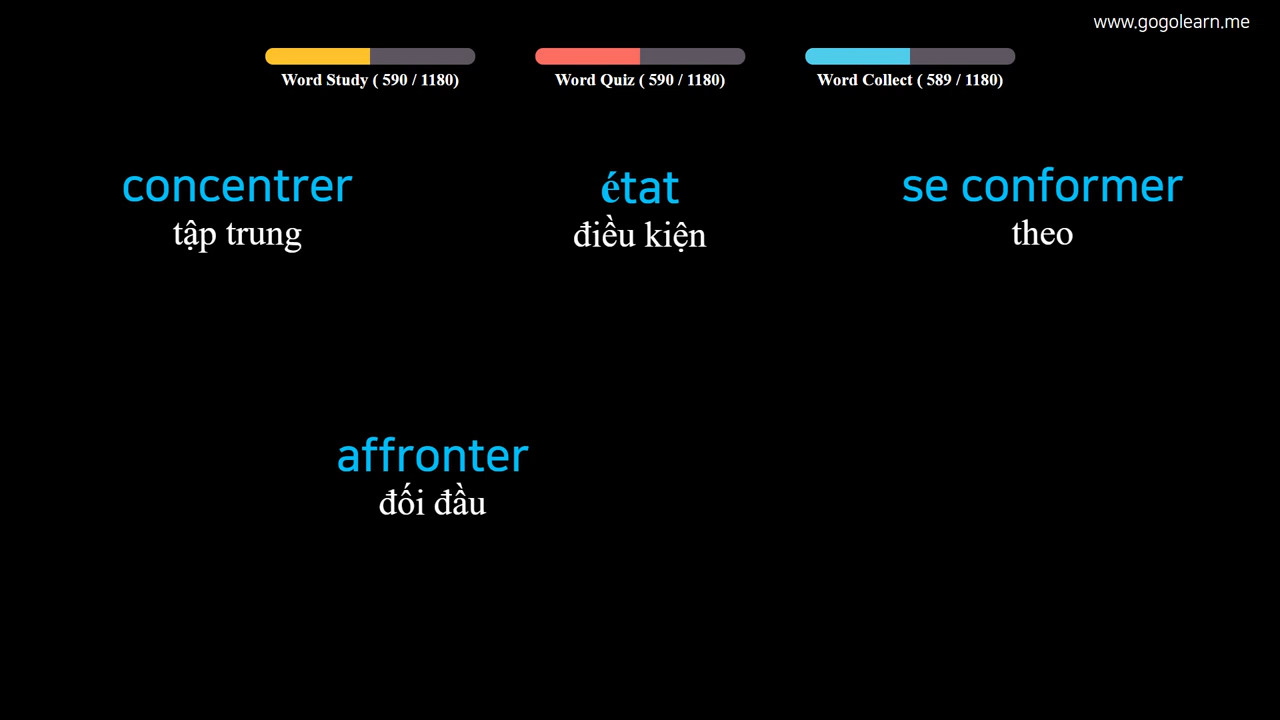 www.gogolearn.me
Word Study ( 590 / 1180)
Word Quiz ( 590 / 1180)
Word Collect ( 589 / 1180)
concentrer
tập trung
état
điều kiện
se conformer
theo
affronter
đối đầu